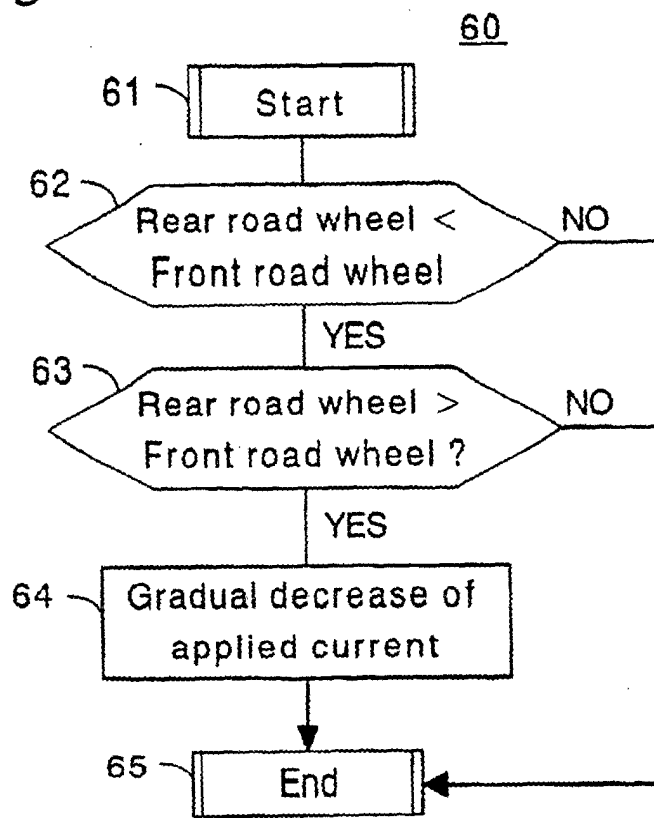 60
61
Start
62
Rear road wheel <
Front road wheel
NO
YES
63
Rear road wheel >
Front road wheel ?
NO
YES
64
Gradual decrease of
applied current
65
End